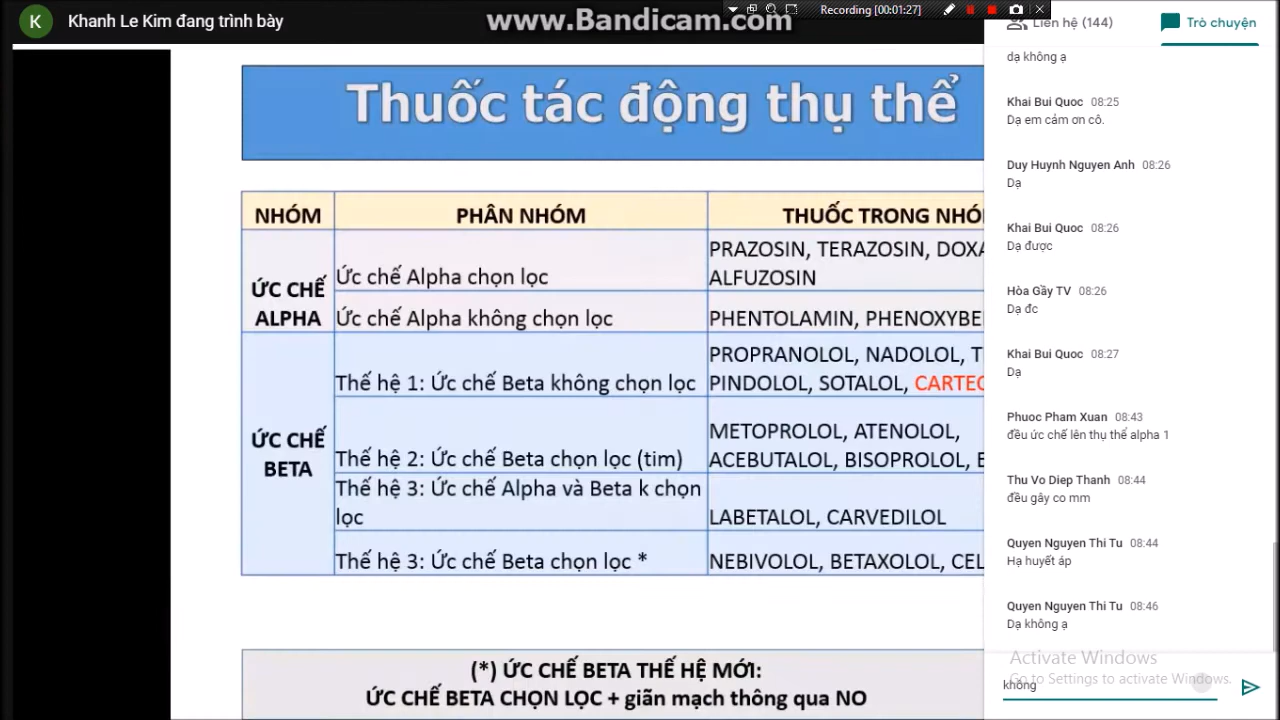 K
Khanh Le Kim đang trình bày
www.Bandicam.com
Recording [00:01:27]
Liên hệ (144)
Trò chuyện
Thuốc tác động thụ thể
NHÓM
PHÂN NHÓM
THUỐC TRONG NHÓ
ỨC CHẾ
ALPHA
Ức chế Alpha chọn lọc
PRAZOSIN, TERAZOSIN, DOXA
ALFUZOSIN
Ức chế Alpha không chọn lọc
PHENTOLAMIN, PHENOXYBE
ỨC CHẾ
BETA
Thế hệ 1: Ức chế Beta không chọn lọc
PROPRANOLOL, NADOLOL, T
PINDOLOL, SOTALOL, CARTEO
Thế hệ 2: Ức chế Beta chọn lọc (tim)
METOPROLOL, ATENOLOL,
ACEBUTALOL, BISOPROLOL, E
Thế hệ 3: Ức chế Alpha và Beta k chọn
lọc
LABETALOL, CARVEDILOL
Thế hệ 3: Ức chế Beta chọn lọc *
NEBIVOLOL, BETAXOLOL, CEL
(*) ỨC CHẾ BETA THẾ HỆ MỚI:
ỨC CHẾ BETA CHỌN LỌC + giãn mạch thông qua NO
dạ không ạ
Khai Bui Quoc 08:25
Dạ em cảm ơn cô.
Duy Huynh Nguyen Anh 08:26
Dạ
Khai Bui Quoc 08:26
Dạ được
Hòa Gãy TV 08:26
Dạ đc
Khai Bui Quoc 08:27
Dạ
Phuoc Pham Xuan 08:43
đều ức chế lên thụ thể alpha 1
Thu Vo Diep Thanh 08:44
đều gây co mm
Quyen Nguyen Thi Tu 08:44
Hạ huyết áp
Quyen Nguyen Thi Tu 08:46
Dạ không ạ
Activate Windows
Go to Settings to activate Windows.
không